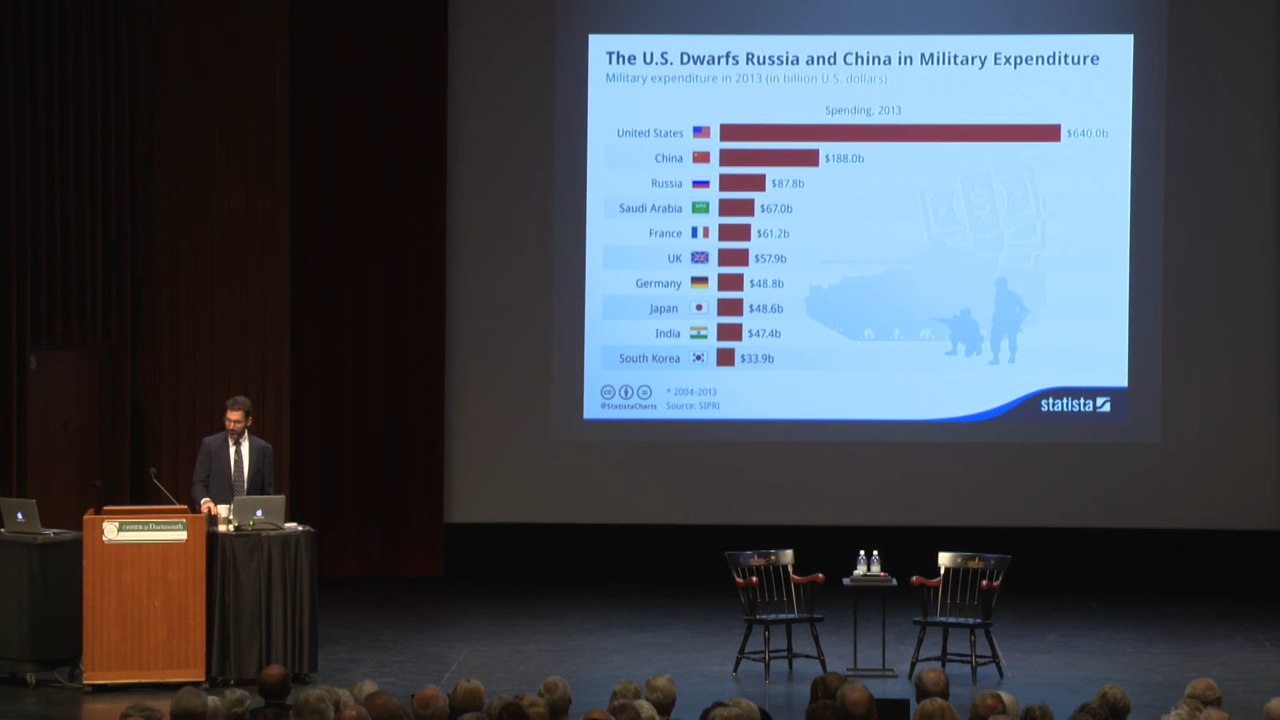 The U.S. Dwarfs Russia and China in Military Expenditure
Military expenditure in 2013 (in billion U.S. dollars)
Spending, 2013
United States $640.0b
China $188.0b
Russia $87.8b
Saudi Arabia $67.0b
France $61.2b
UK $57.9b
Germany $48.8b
Japan $48.6b
India $47.4b
South Korea $33.9b
* 2004-2013
@StatistaCharts Source: SIPRI
statista
OSHER@Dartmouth